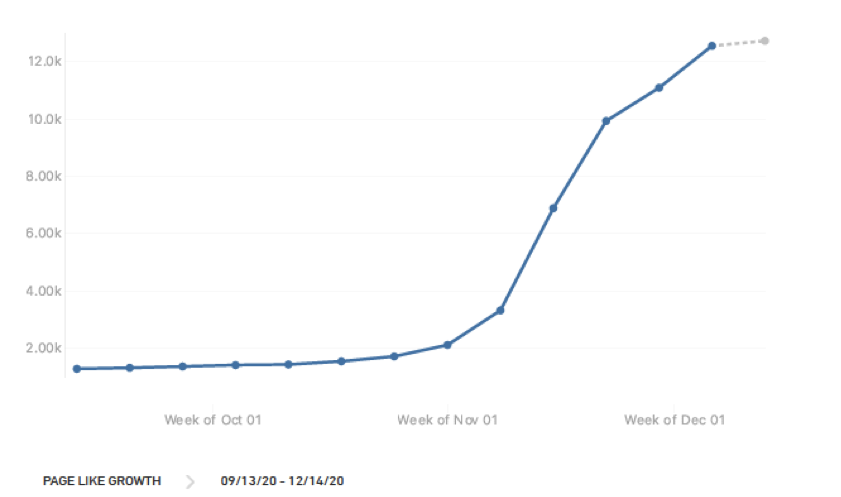 12.0k
10.0k
8.00k
6.00k
4.00k
2.00k
Week of Oct 01 Week of Nov 01 Week of Dec 01
PAGE LIKE GROWTH 09/13/20 - 12/14/20